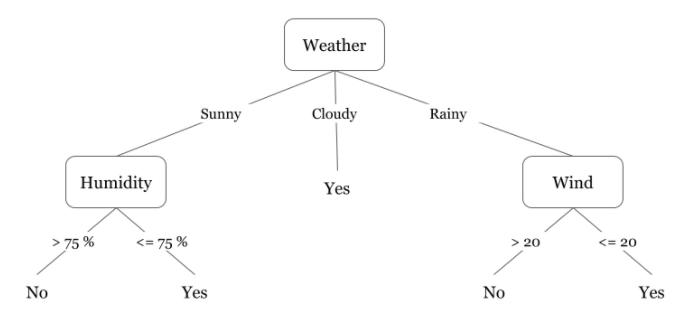 Weather
Sunny
Cloudy
Rainy
Humidity
Yes
Wind
> 75 %
<= 75 %
> 20
<= 20
No
Yes
No
Yes